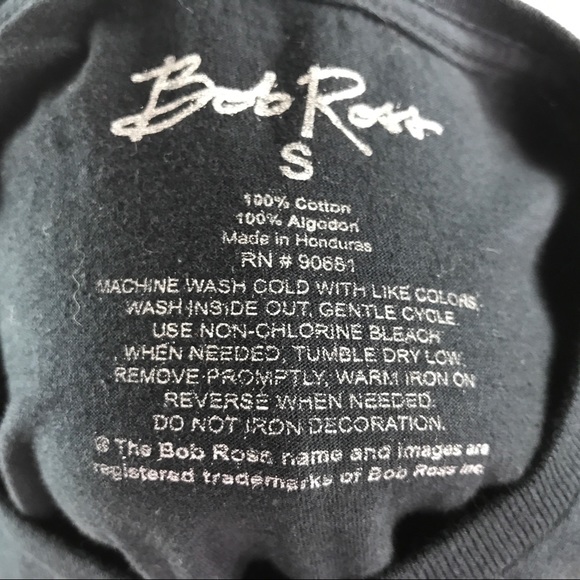 Bob Ross
S
100% Cotton
100% Algodon
Made in Honduras
RN # 90681
MACHINE WASH COLD WITH LIKE COLORS,
WASH INSIDE OUT, GENTLE CYCLE.
USE NON-CHLORINE BLEACH
WHEN NEEDED, TUMBLE DRY LOW.
REMOVE PROMPTLY, WARM IRON ON
REVERSE WHEN NEEDED.
DO NOT IRON DECORATION.
® The Bob Ross name and images are
registered trademarks of Bob Ross Inc.